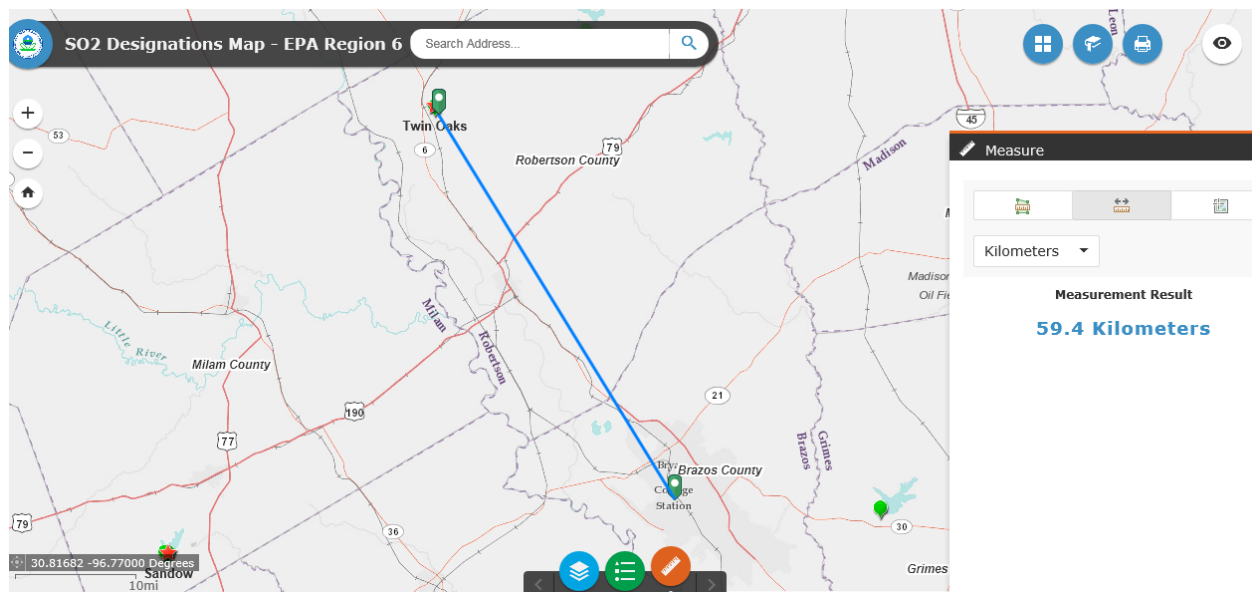 SO2 Designations Map - EPA Region 6
Search Address...
Leon
45
Measure
+
53
Twin Oaks
6
79
Robertson County
Madison
−
Kilometers
Measurement Result
59.4 Kilometers
Oil
Little River
Milam
Robertson
Milam County
190
77
21
Brazos
Grimes
Brazos County
College
Station
79
36
30
30.81682 -96.77000 Degrees
Sandow
10mi
Grimes